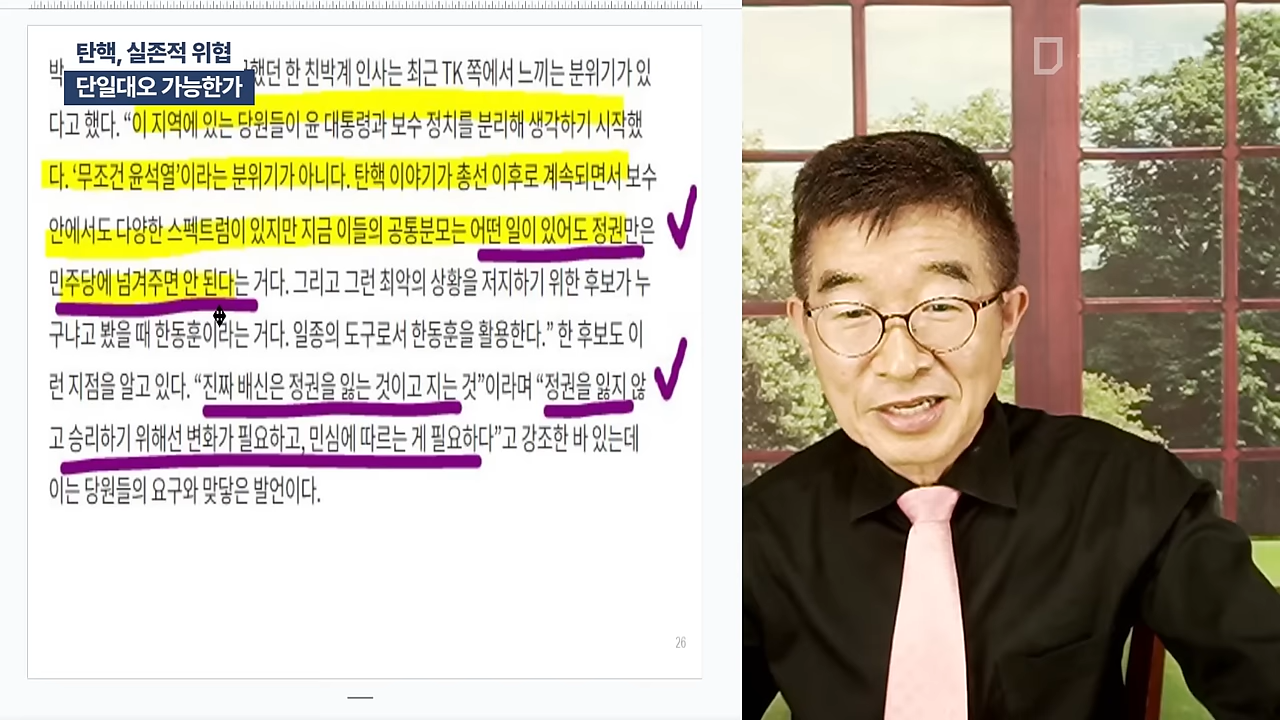 탄핵, 실존적 위협
단일대오 가능한가
박
했던 한 친박계 인사는 최근 TK 쪽에서 느끼는 분위기가 있
다고 했다. “이 지역에 있는 당원들이 윤 대통령과 보수 정치를 분리해 생각하기 시작했
다. ‘무조건 윤석열’이라는 분위기가 아니다. 탄핵 이야기가 총선 이후로 계속되면서 보수
안에서도 다양한 스펙트럼이 있지만 지금 이들의 공통분모는 어떤 일이 있어도 정권만은
민주당에 넘겨주면 안 된다는 거다. 그리고 그런 최악의 상황을 저지하기 위한 후보가 누
구냐고 봤을 때 한동훈이라는 거다. 일종의 도구로서 한동훈을 활용한다.” 한 후보도 이
런 지점을 알고 있다. “진짜 배신은 정권을 잃는 것이고 지는 것”이라며 “정권을 잃지 않
고 승리하기 위해선 변화가 필요하고, 민심에 따르는 게 필요하다”고 강조한 바 있는데
이는 당원들의 요구와 맞닿은 발언이다.
26